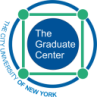 The
Graduate
Center
THE CITY UNIVERSITY
OF NEW YORK